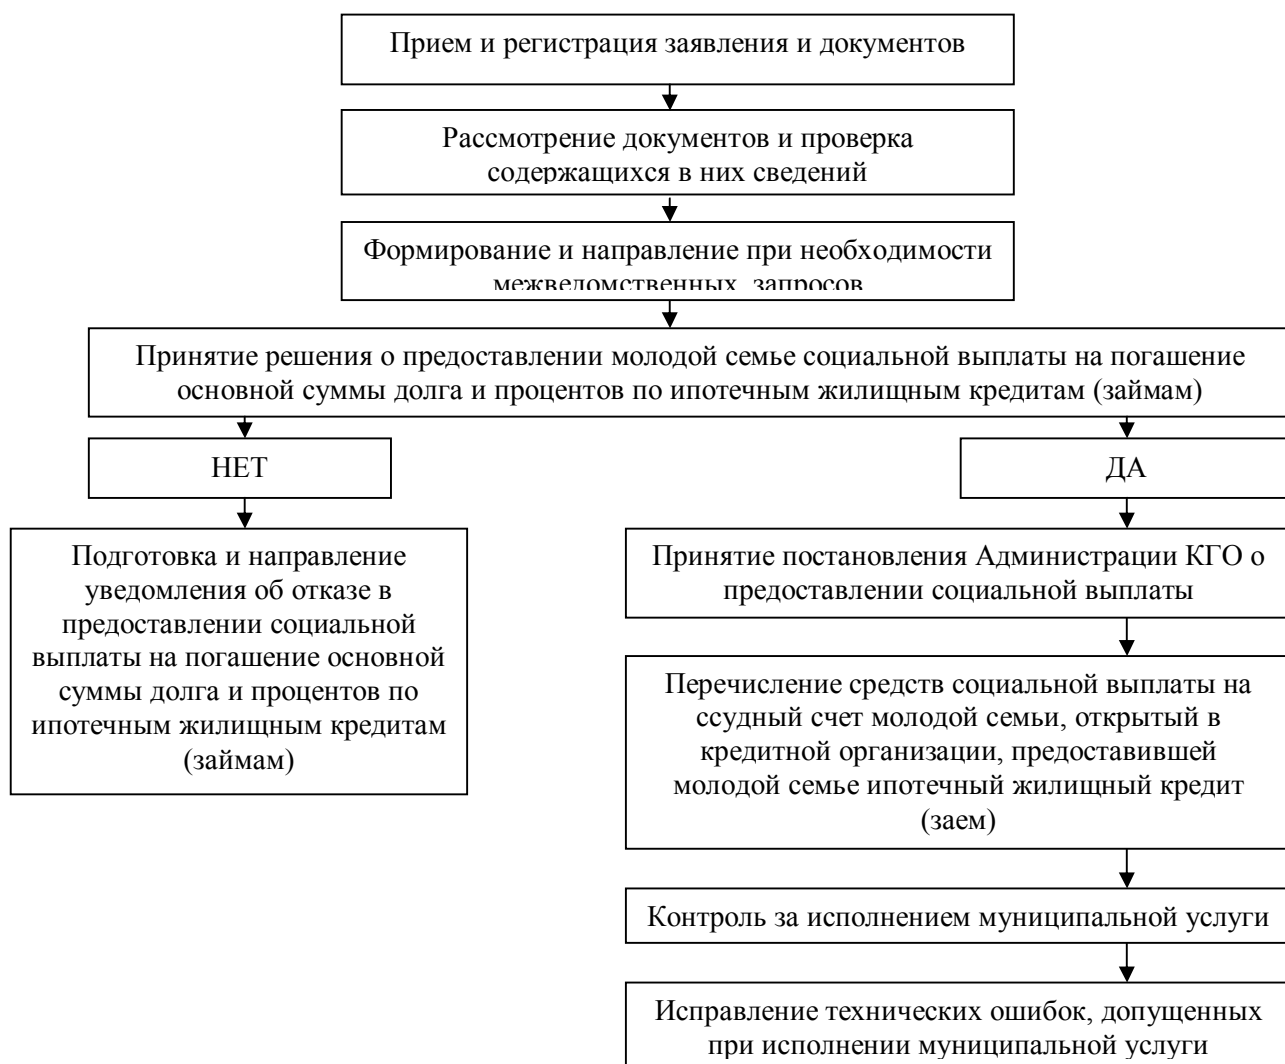 Прием и регистрация заявления и документов
Рассмотрение документов и проверка
содержащихся в них сведений
Формирование и направление при необходимости
межведомственных запросов
Принятие решения о предоставлении молодой семье социальной выплаты на погашение
основной суммы долга и процентов по ипотечным жилищным кредитам (займам)
НЕТ
ДА
Подготовка и направление
уведомления об отказе в
предоставлении социальной
выплаты на погашение основной
суммы долга и процентов по
ипотечным жилищным кредитам
(займам)
Принятие постановления Администрации КГО о
предоставлении социальной выплаты
Перечисление средств социальной выплаты на
ссудный счет молодой семьи, открытый в
кредитной организации, предоставившей
молодой семье ипотечный жилищный кредит
(заем)
Контроль за исполнением муниципальной услуги
Исправление технических ошибок, допущенных
при исполнении муниципальной услуги